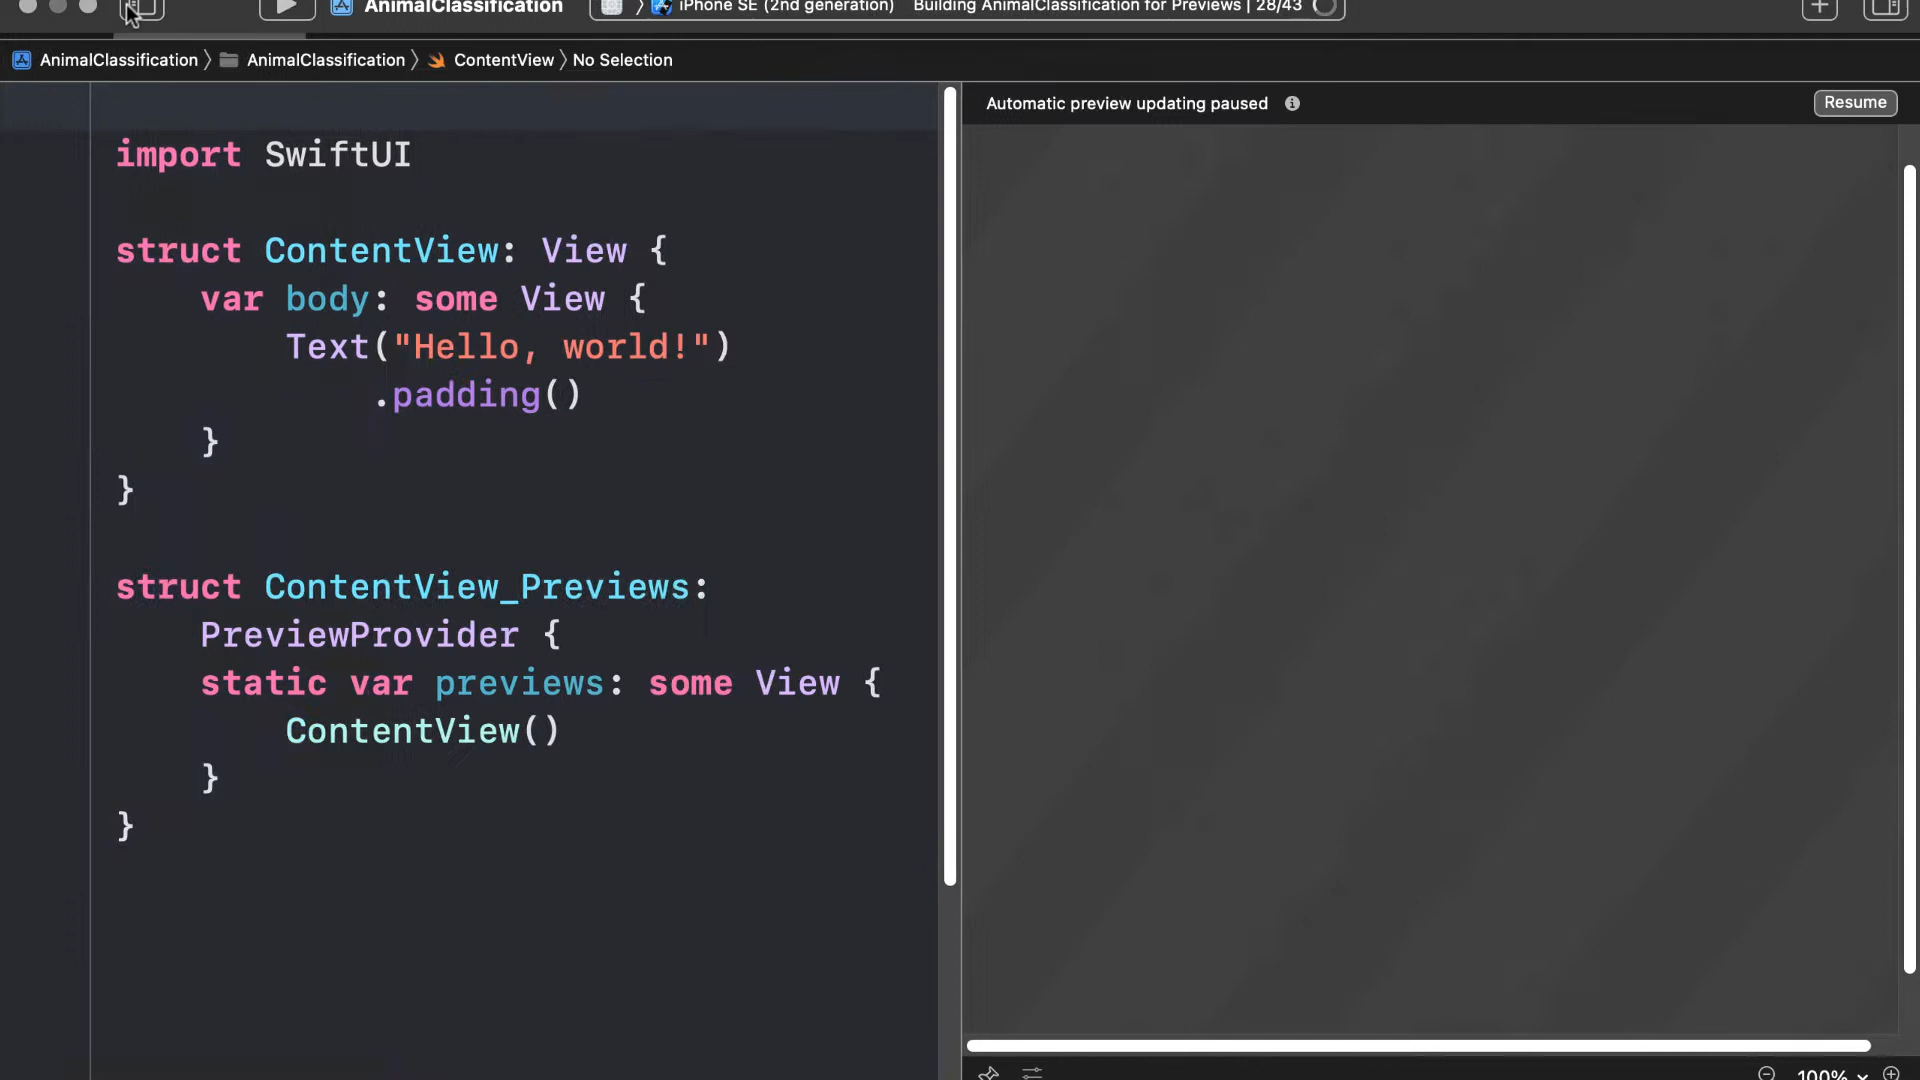 AnimalClassification iPhone SE (2nd generation) Building AnimalClassification for Previews | 28/43
AnimalClassification AnimalClassification ContentView No Selection
Automatic preview updating paused Resume
import SwiftUI
struct ContentView: View {
var body: some View {
Text("Hello, world!")
.padding()
}
}
struct ContentView_Previews:
PreviewProvider {
static var previews: some View {
ContentView()
}
}
100%